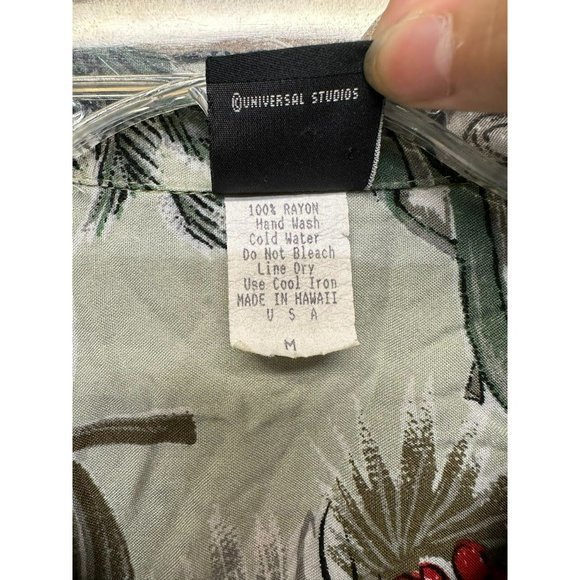 ©UNIVERSAL STUDIOS
100% RAYON
Hand Wash
Cold Water
Do Not Bleach
Line Dry
Use Cool Iron
MADE IN HAWAII
U S A
M